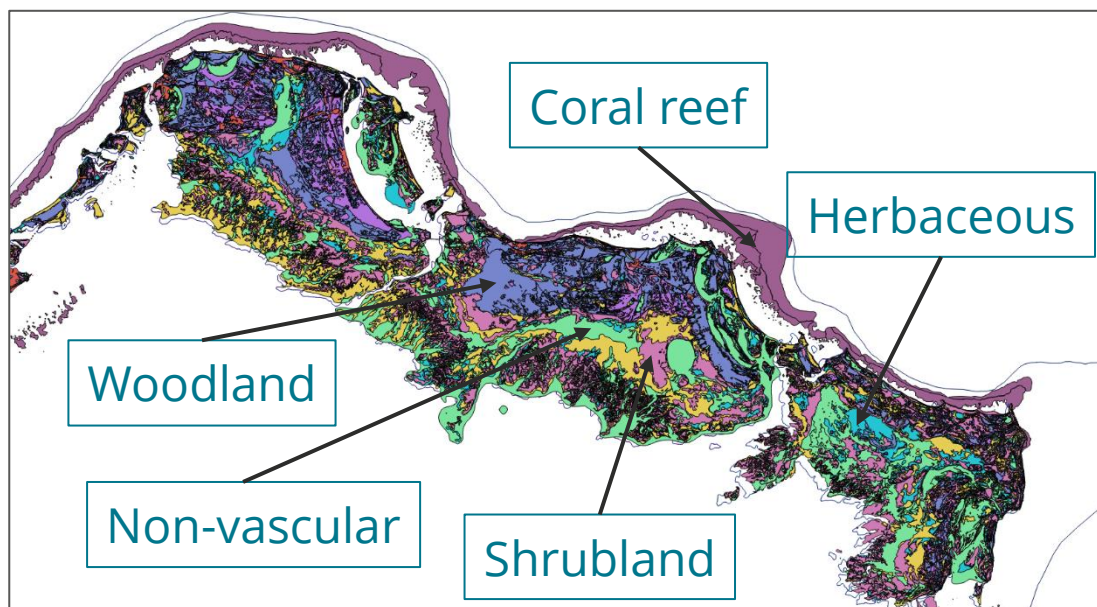 Coral reef
Herbaceous
Woodland
Non-vascular
Shrubland